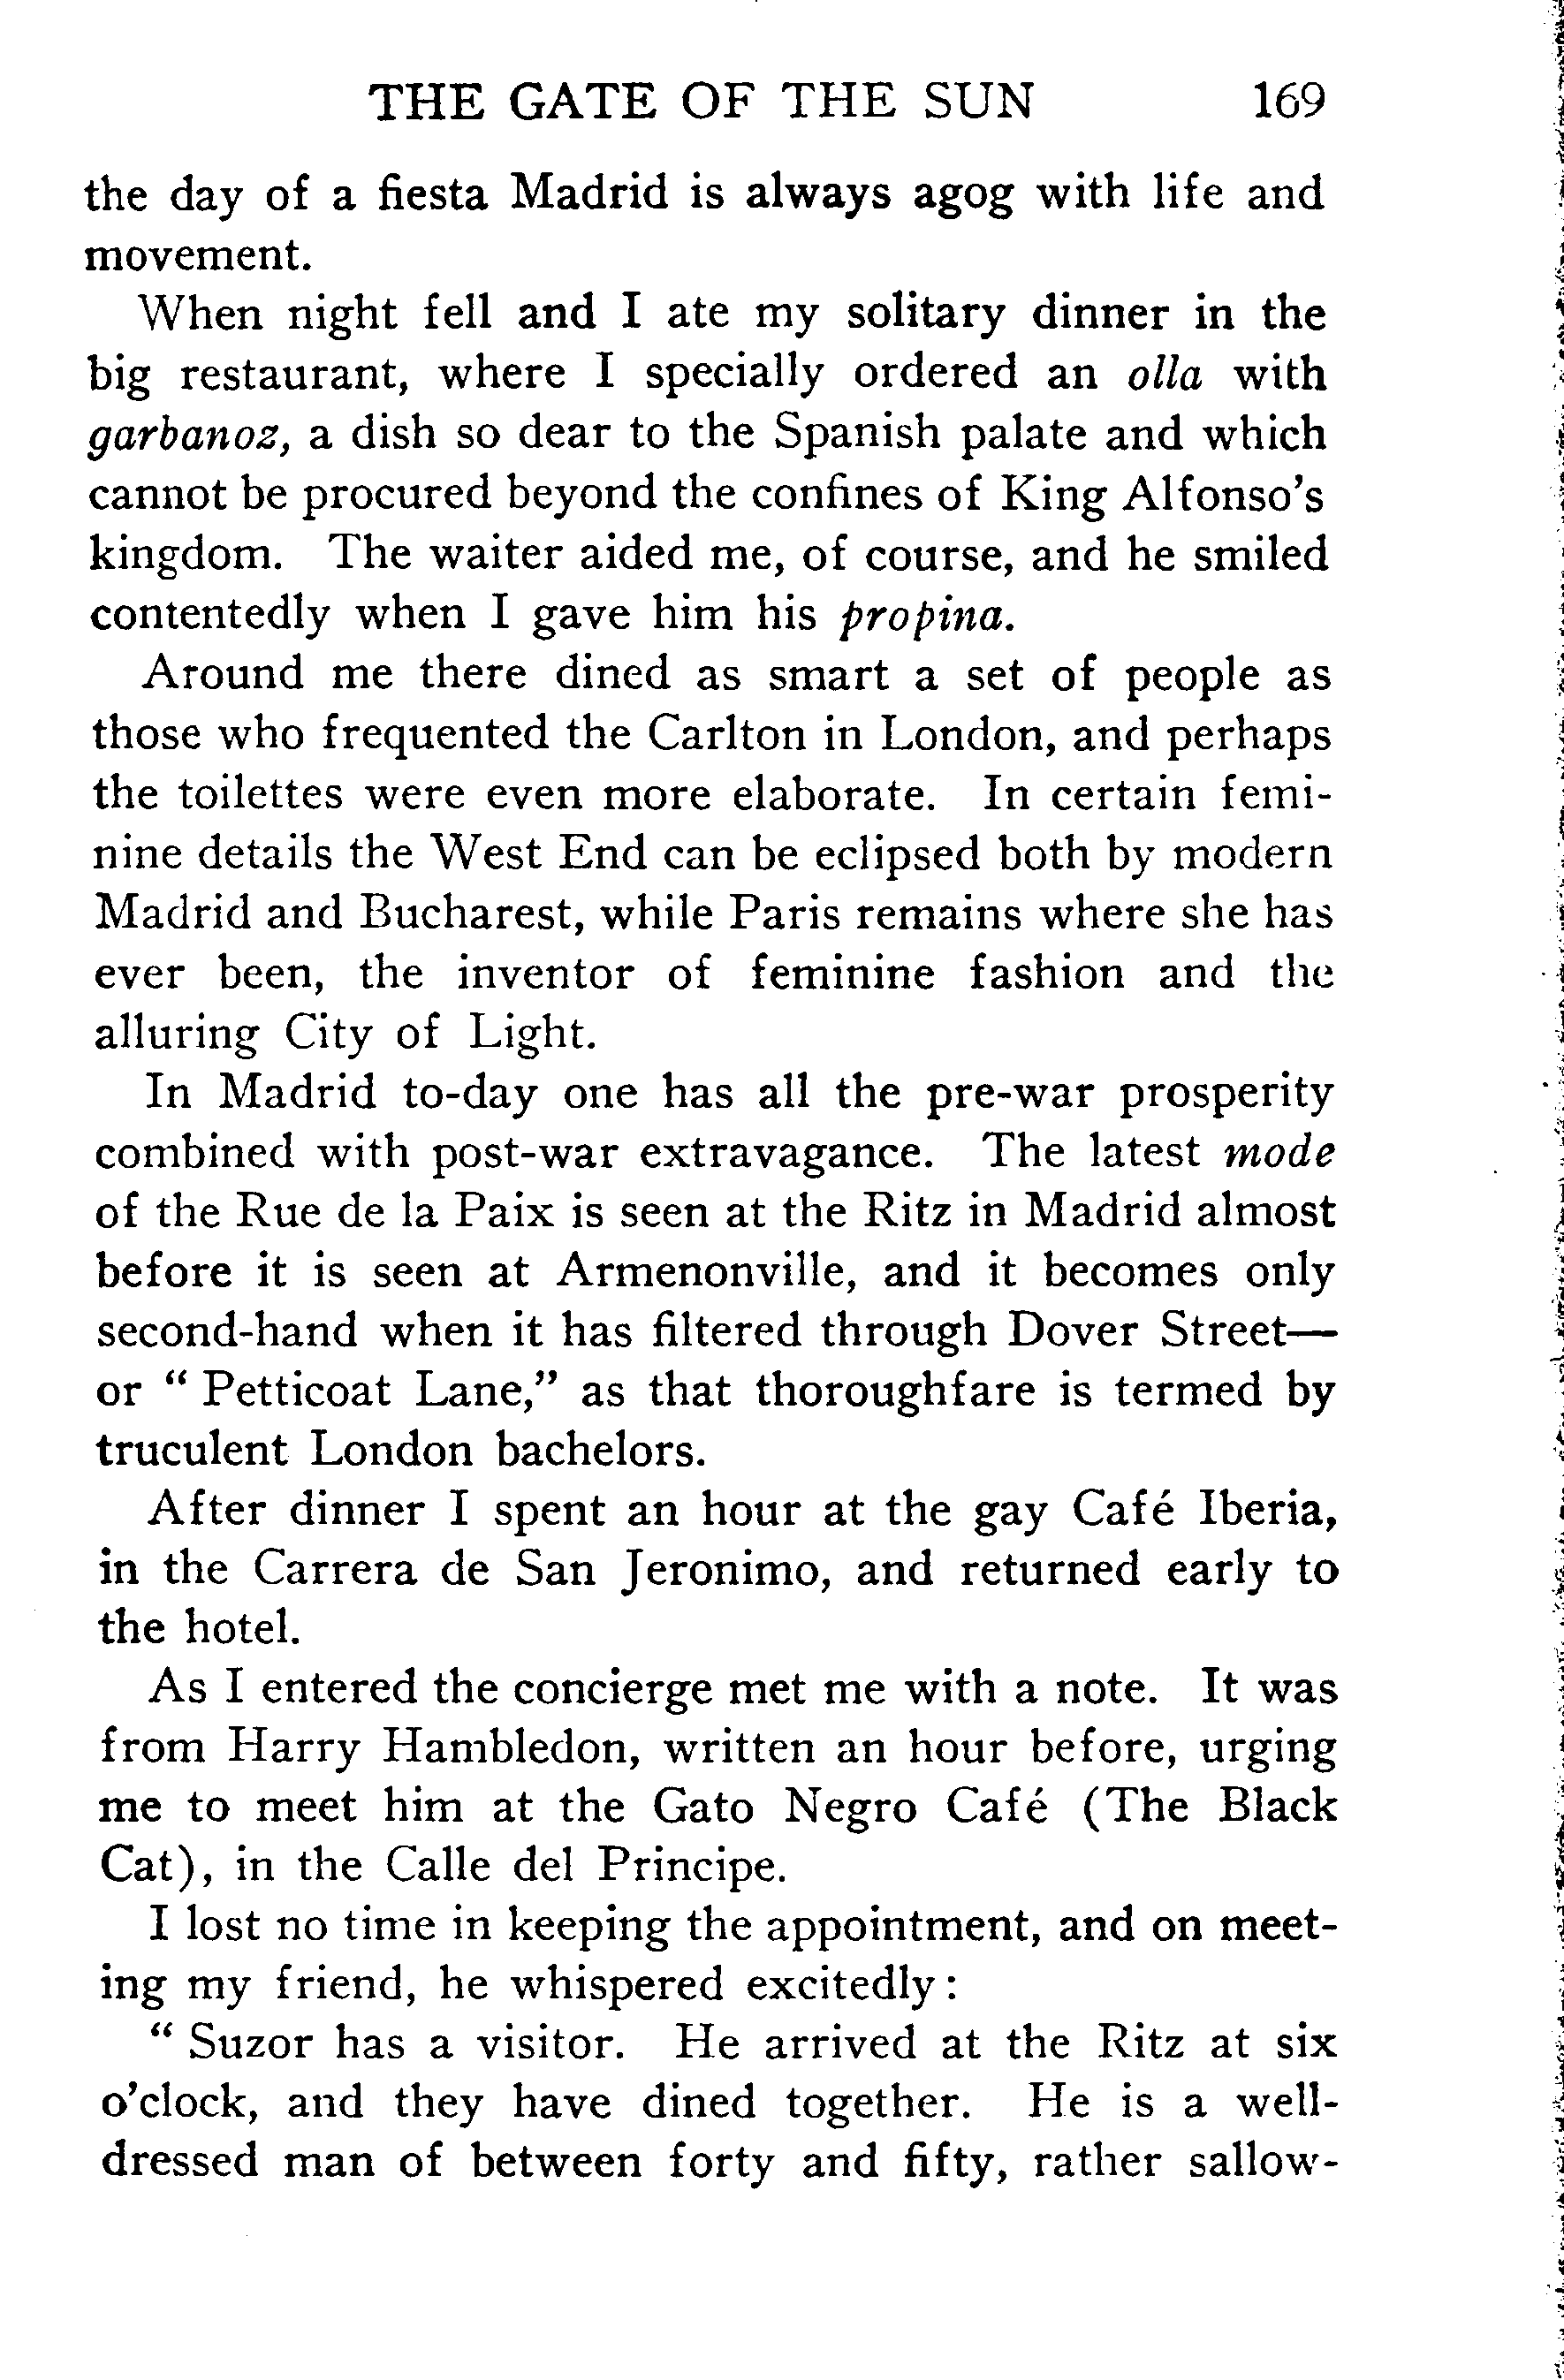 THE GATE OF THE SUN 169
the day of a fiesta Madrid is always agog with life and
movement.
When night fell and I ate my solitary dinner in the
big restaurant, where I specially ordered an olla with
garbanoz, a dish so dear to the Spanish palate and which
cannot be procured beyond the confines of King Alfonso's
kingdom. The waiter aided me, of course, and he smiled
contentedly when I gave him his propina.
Around me there dined as smart a set of people as
those who frequented the Carlton in London, and perhaps
the toilettes were even more elaborate. In certain femi-
nine details the West End can be eclipsed both by modern
Madrid and Bucharest, while Paris remains where she has
ever been, the inventor of feminine fashion and the
alluring City of Light.
In Madrid to-day one has all the pre-war prosperity
combined with post-war extravagance. The latest mode
of the Rue de la Paix is seen at the Ritz in Madrid almost
before it is seen at Armenonville, and it becomes only
second-hand when it has filtered through Dover Street—
or " Petticoat Lane," as that thoroughfare is termed by
truculent London bachelors.
After dinner I spent an hour at the gay Café Iberia,
in the Carrera de San Jeronimo, and returned early to
the hotel.
As I entered the concierge met me with a note. It was
from Harry Hambledon, written an hour before, urging
me to meet him at the Gato Negro Café (The Black
Cat), in the Calle del Principe.
I lost no time in keeping the appointment, and on meet-
ing my friend, he whispered excitedly:
" Suzor has a visitor. He arrived at the Ritz at six
o'clock, and they have dined together. He is a well-
dressed man of between forty and fifty, rather sallow-